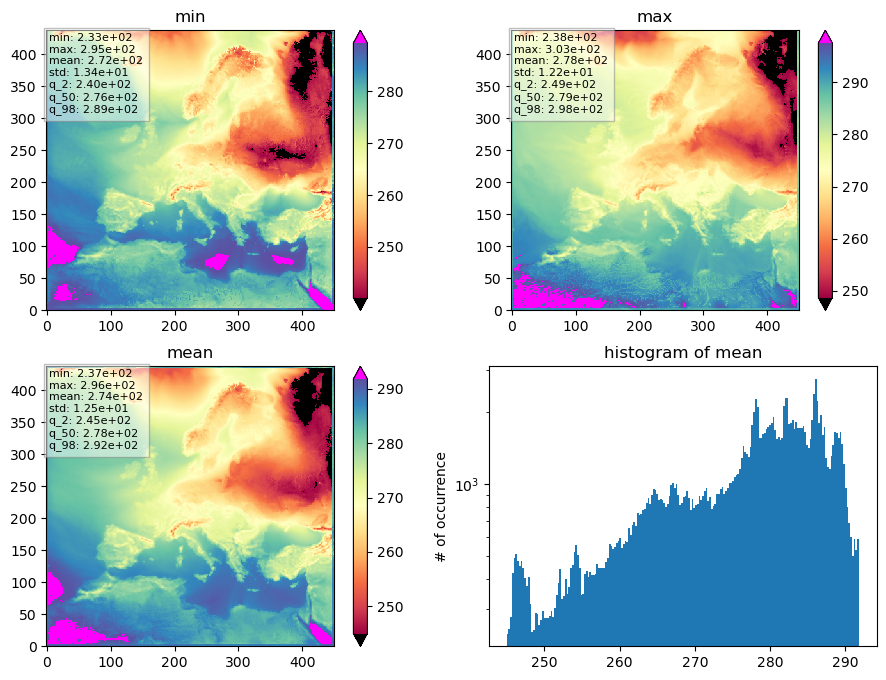 min
min: 2.33e+02
max: 2.95e+02
mean: 2.72e+02
std: 1.34e+01
q_2: 2.40e+02
q_50: 2.76e+02
q_98: 2.89e+02
400
350
300
250
200
150
100
50
0
0 100 200 300 400
280
270
260
250
max
min: 2.38e+02
max: 3.03e+02
mean: 2.78e+02
std: 1.22e+01
q_2: 2.49e+02
q_50: 2.79e+02
q_98: 2.98e+02
400
350
300
250
200
150
100
50
0
0 100 200 300 400
290
280
270
260
250
mean
min: 2.37e+02
max: 2.96e+02
mean: 2.74e+02
std: 1.25e+01
q_2: 2.45e+02
q_50: 2.78e+02
q_98: 2.92e+02
400
350
300
250
200
150
100
50
0
0 100 200 300 400
290
280
270
260
250
histogram of mean
# of occurrence
10³
250 260 270 280 290